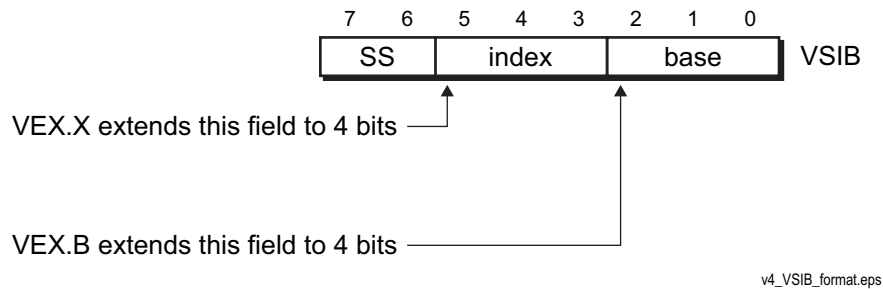 7 6 5 4 3 2 1 0
SS index base VSIB
VEX.X extends this field to 4 bits
VEX.B extends this field to 4 bits
v4_VSIB_format.eps